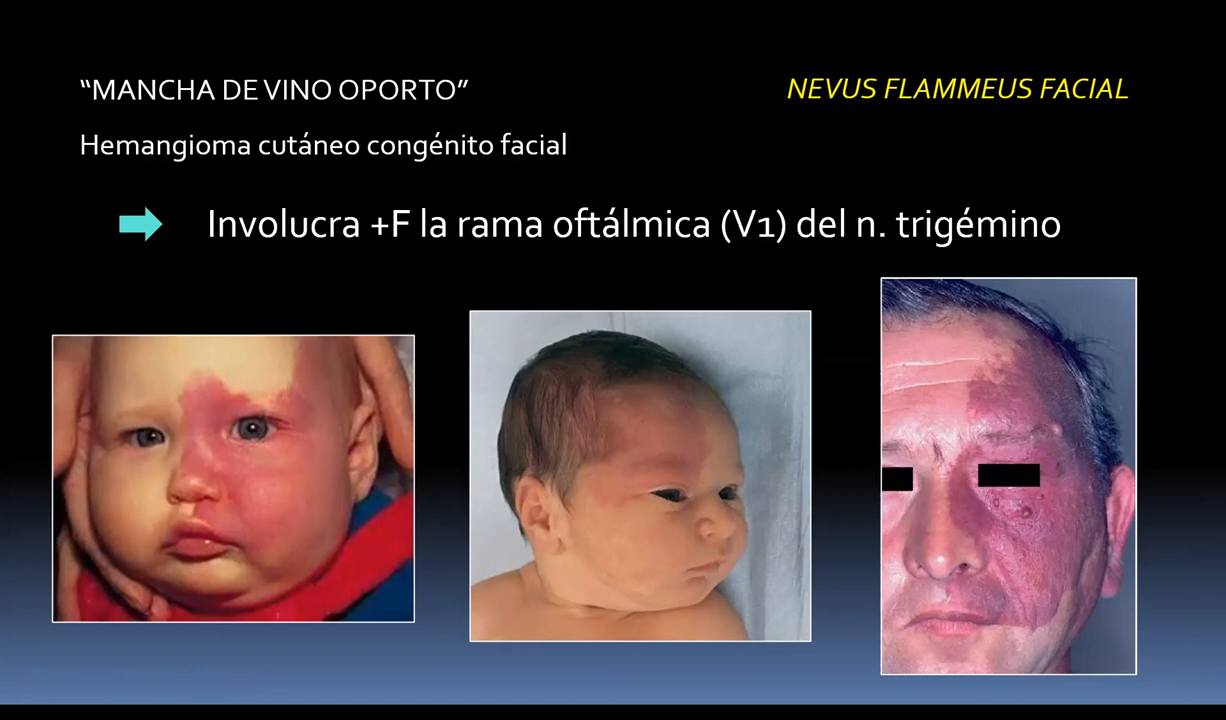 “MANCHA DE VINO OPORTO”
NEVUS FLAMMEUS FACIAL
Hemangioma cutáneo congénito facial
Involucra +F la rama oftálmica (V1) del n. trigémino